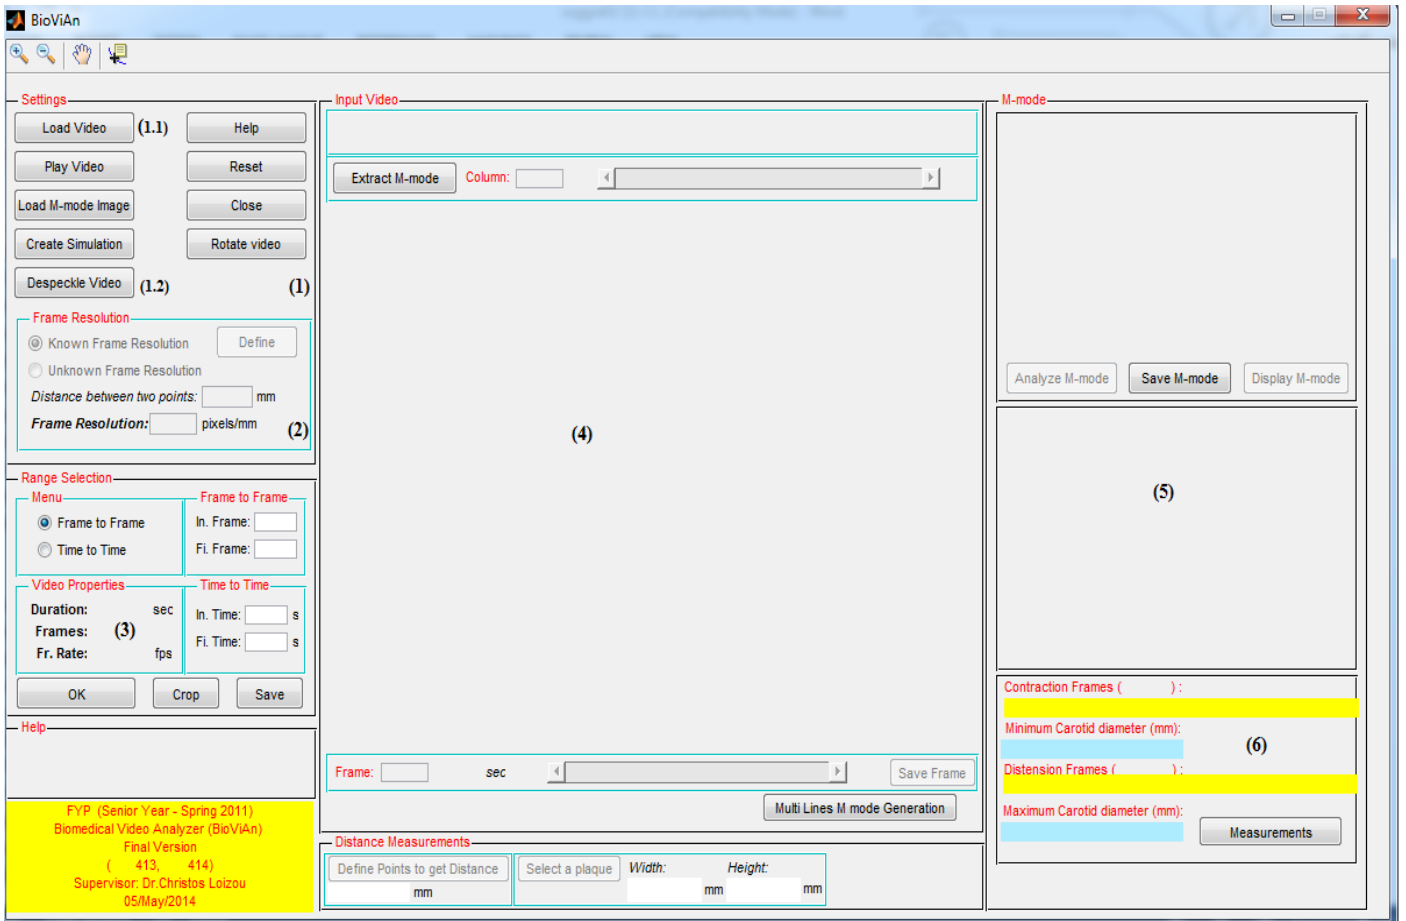 BioViAn
Settings
Load Video (1.1) Help
Play Video Reset
Load M-mode Image Close
Create Simulation Rotate video
Despeckle Video (1.2) (1)
Frame Resolution
Known Frame Resolution Define
Unknown Frame Resolution
Distance between two points: mm
Frame Resolution: pixels/mm (2)
Range Selection
Menu
Frame to Frame
Time to Time
Frame to Frame
In. Frame:
Fi. Frame:
Video Properties
Duration: sec
Frames: (3)
Fr. Rate: fps
Time to Time
In. Time: s
Fi. Time: s
OK Crop Save
Help
FYP (Senior Year - Spring 2011)
Biomedical Video Analyzer (BioViAn)
Final Version
( 413, 414)
Supervisor: Dr.Christos Loizou
05/May/2014
Input Video
Extract M-mode Column:
(4)
Frame: sec Save Frame
Multi Lines M mode Generation
Distance Measurements
Define Points to get Distance
mm
Select a plaque Width: Height:
mm mm
M-mode
Analyze M-mode Save M-mode Display M-mode
(5)
Contraction Frames ( ) :
Minimum Carotid diameter (mm):
(6)
Distension Frames ( ) :
Maximum Carotid diameter (mm):
Measurements